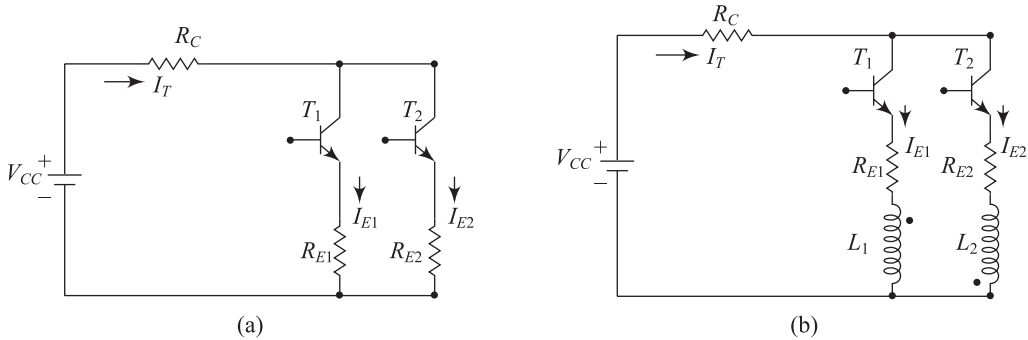 R_C
I_T
T_1
T_2
V_CC
+
−
I_E1
I_E2
R_E1
R_E2
(a)
R_C
I_T
T_1
T_2
V_CC
+
−
I_E1
I_E2
R_E1
R_E2
L_1
L_2
(b)